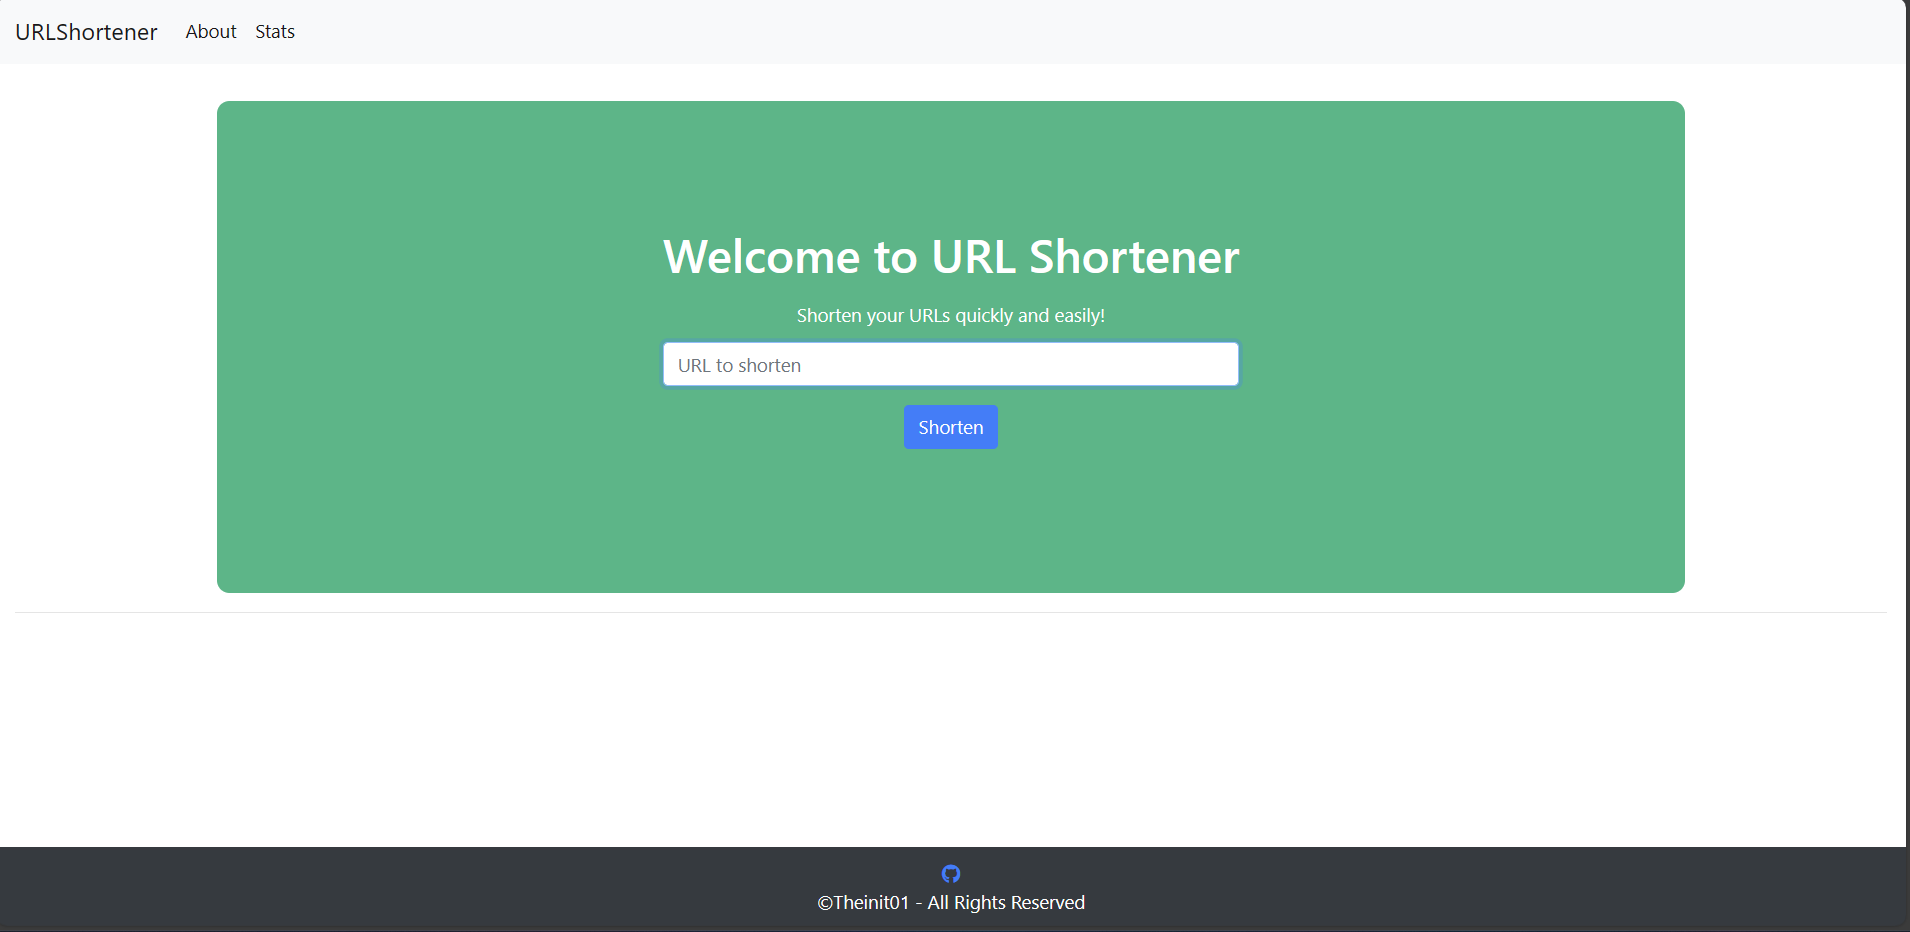 URLShortener About Stats
Welcome to URL Shortener
Shorten your URLs quickly and easily!
URL to shorten
Shorten
©Theinit01 - All Rights Reserved